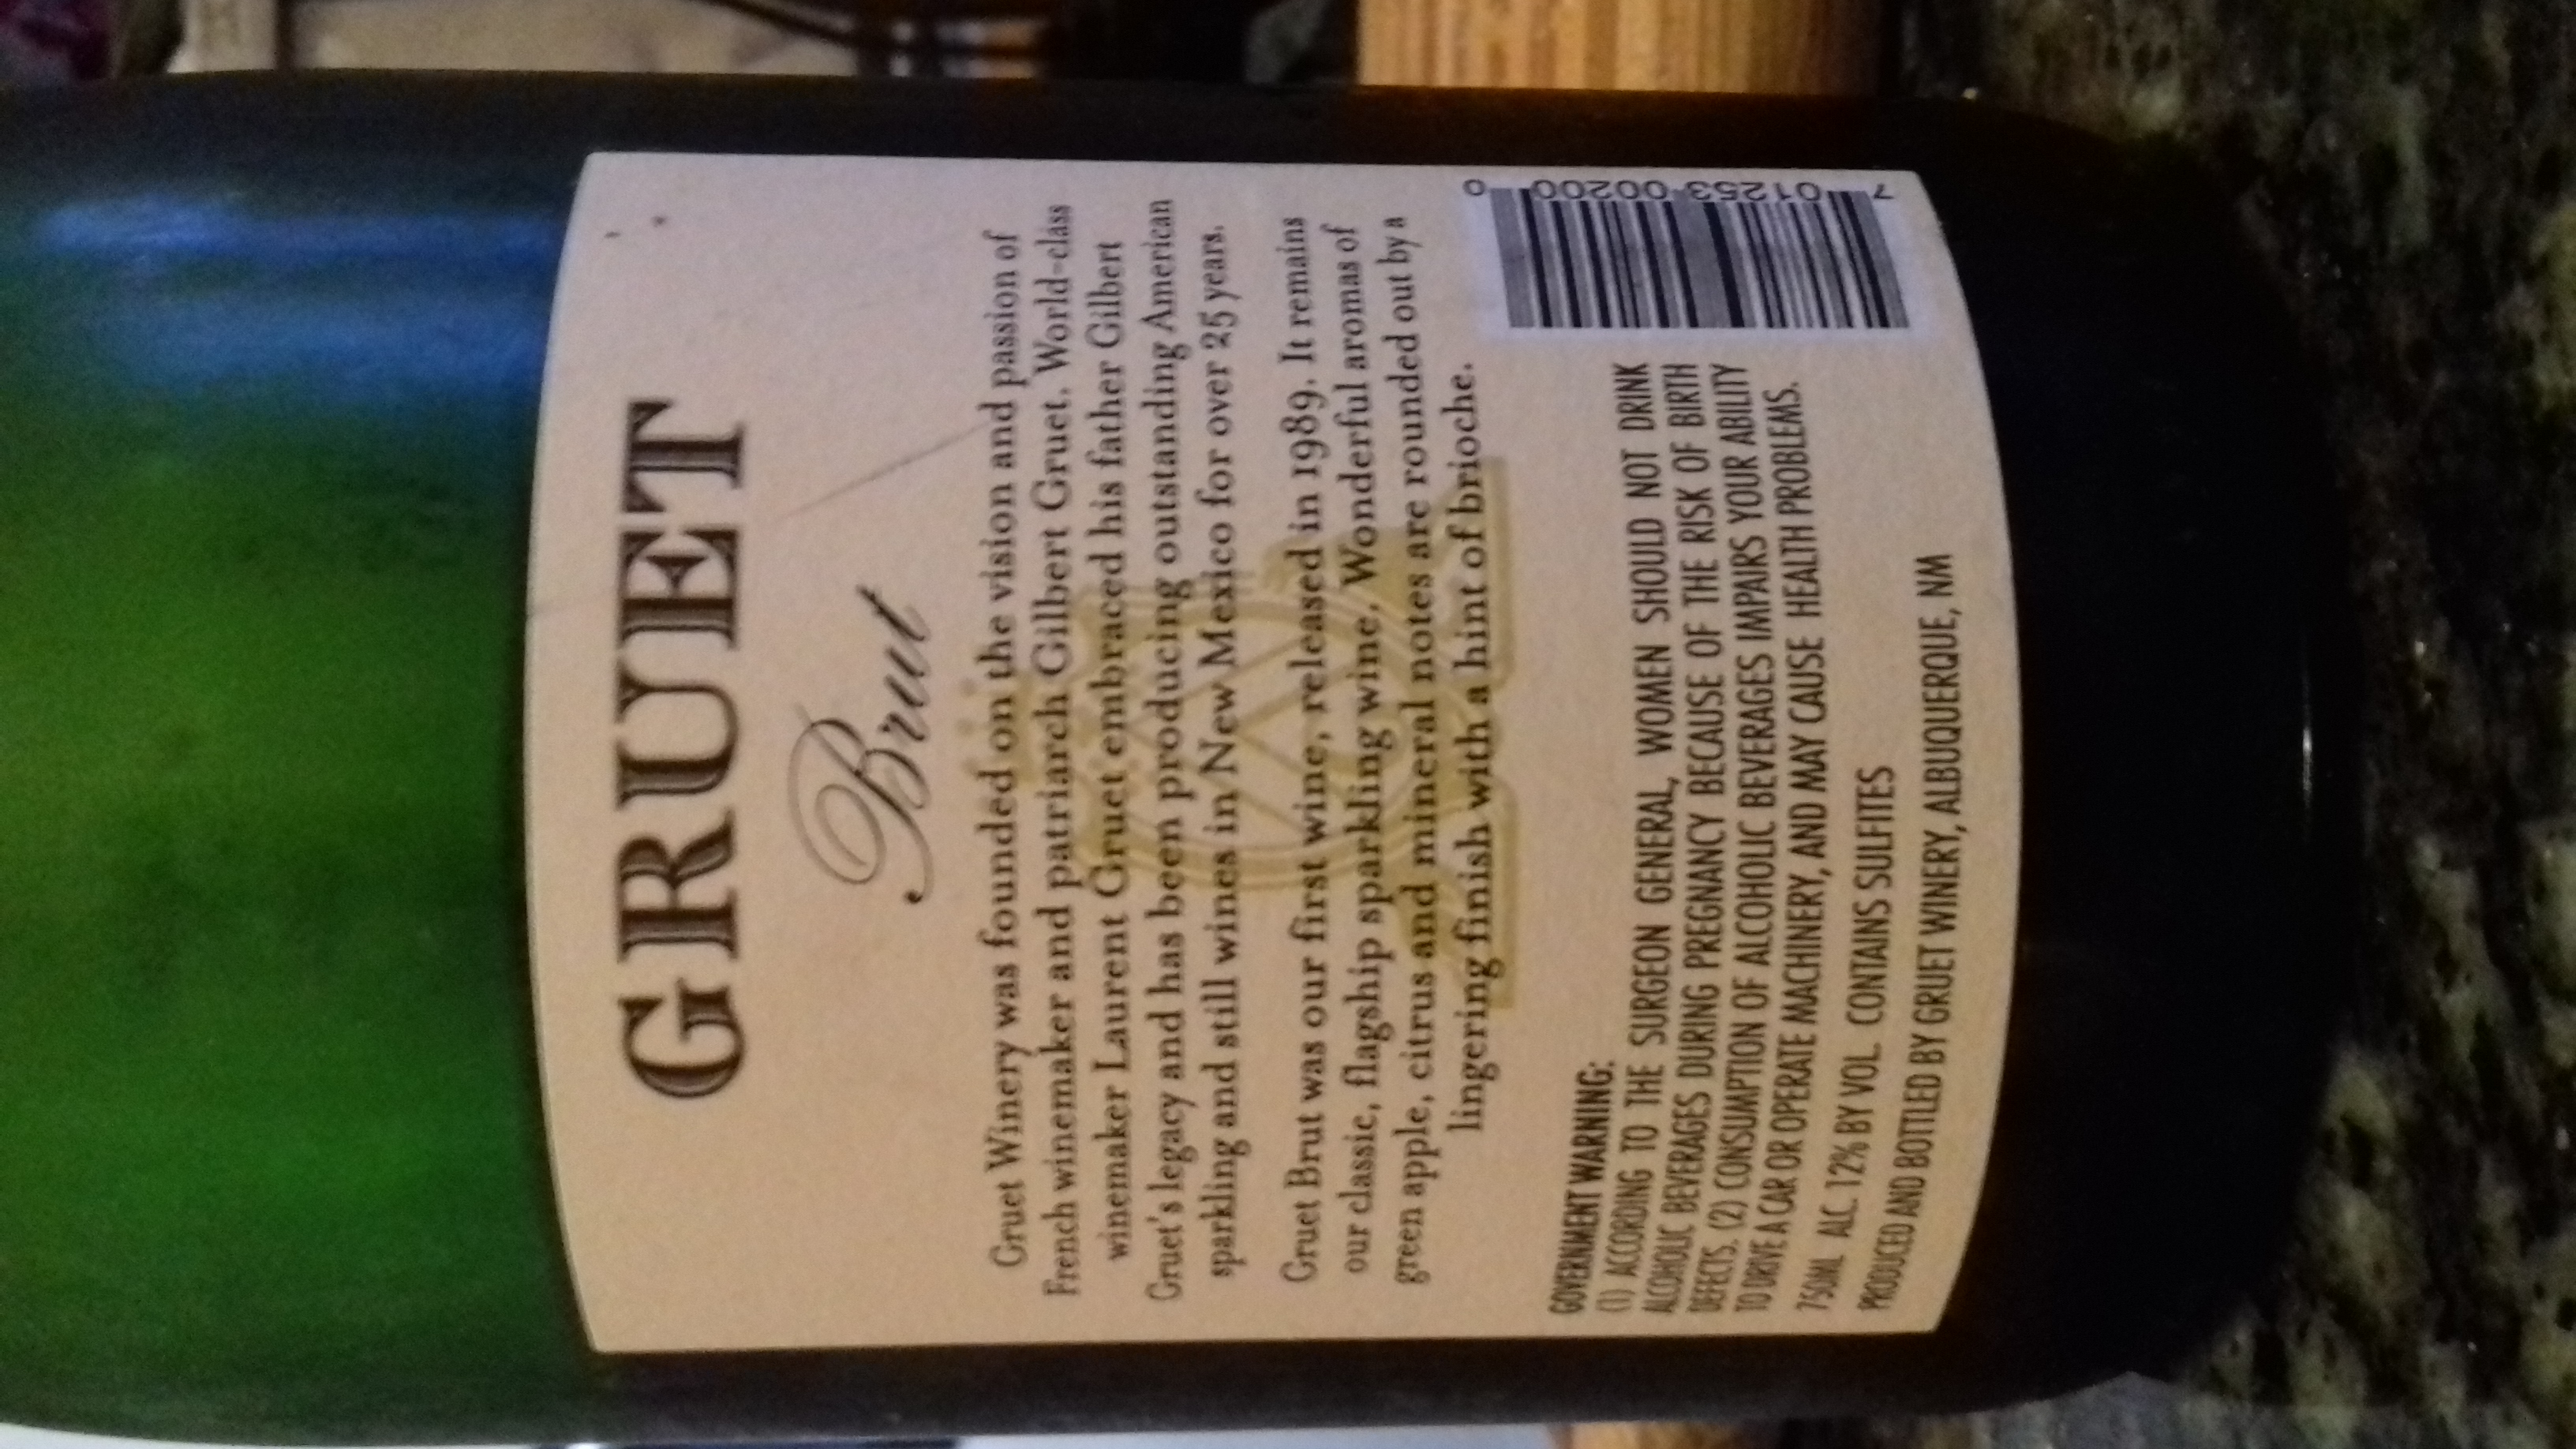 GRUET
Brut
Gruet Winery was founded on the vision and passion of
French winemaker and patriarch Gilbert Gruet. World-class
winemaker Laurent Gruet embraced his father Gilbert
Gruet's legacy and has been producing outstanding American
sparkling and still wines in New Mexico for over 25 years.
Gruet Brut was our first wine, released in 1989. It remains
our classic, flagship sparkling wine. Wonderful aromas of
green apple, citrus and mineral notes are rounded out by a
lingering finish with a hint of brioche.
GOVERNMENT WARNING:
(1) ACCORDING TO THE SURGEON GENERAL, WOMEN SHOULD NOT DRINK
ALCOHOLIC BEVERAGES DURING PREGNANCY BECAUSE OF THE RISK OF BIRTH
DEFECTS. (2) CONSUMPTION OF ALCOHOLIC BEVERAGES IMPAIRS YOUR ABILITY
TO DRIVE A CAR OR OPERATE MACHINERY, AND MAY CAUSE HEALTH PROBLEMS.
750ML ALC. 12% BY VOL. CONTAINS SULFITES
PRODUCED AND BOTTLED BY GRUET WINERY, ALBUQUERQUE, NM
7 01253 00200 0